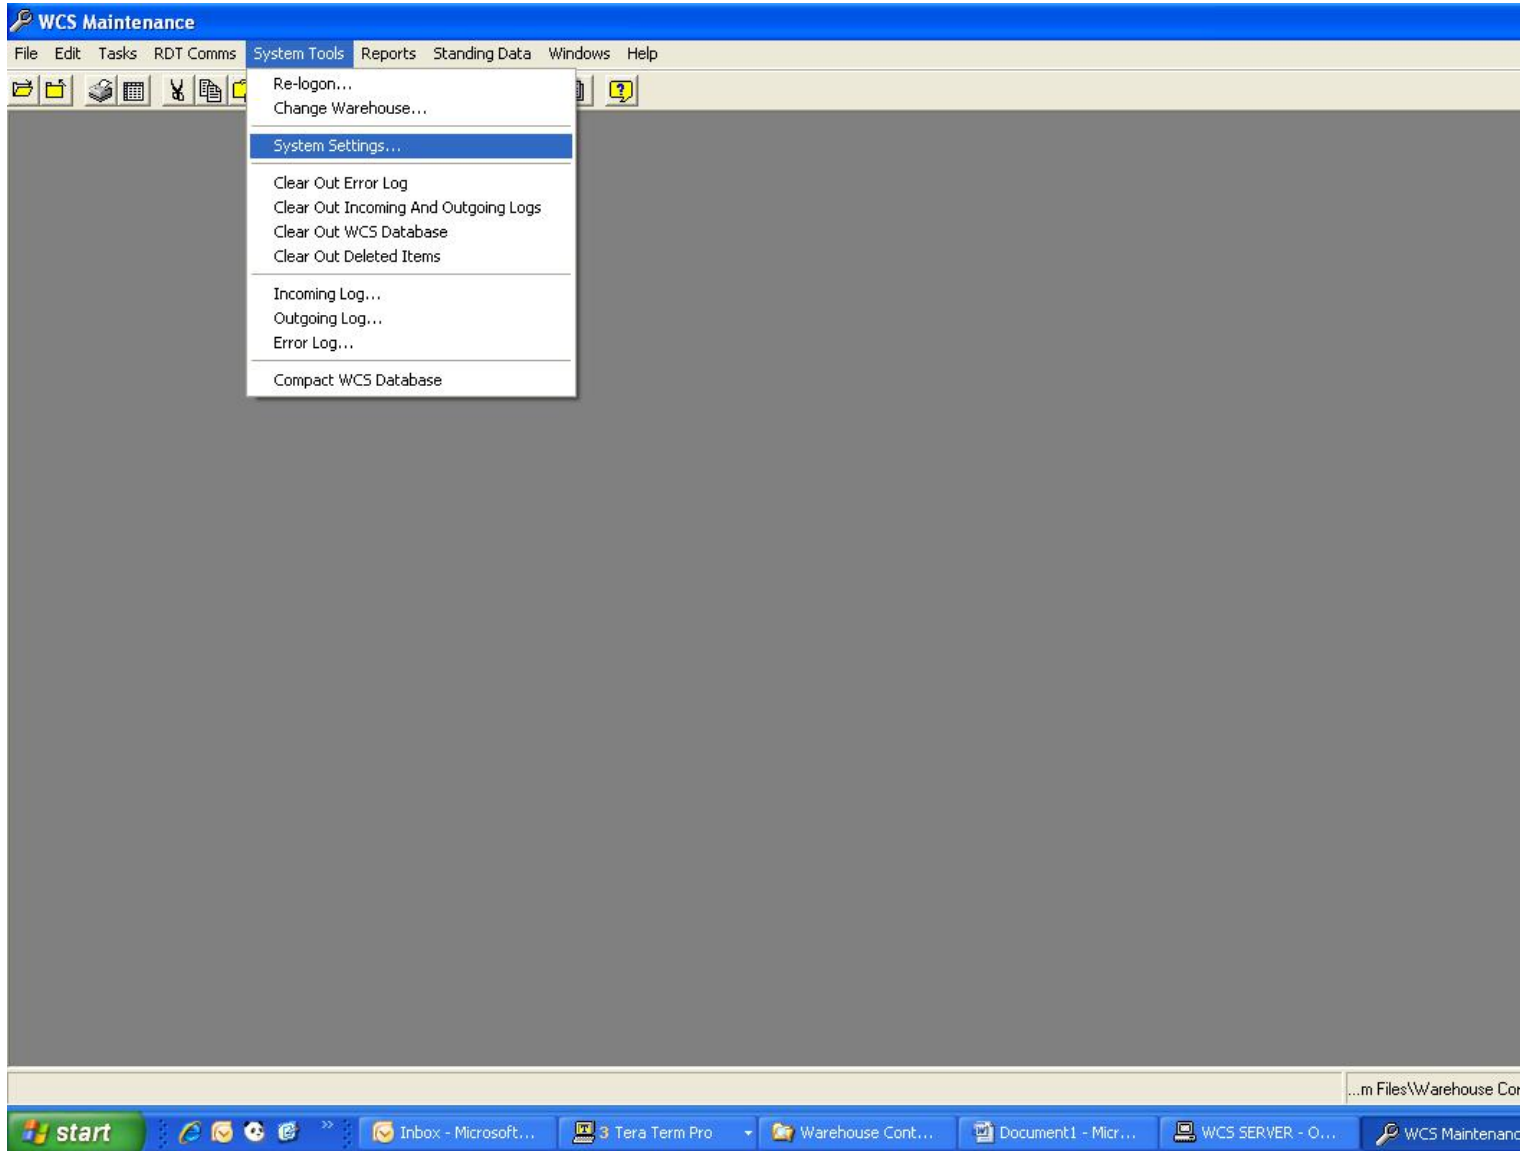 WCS Maintenance
File Edit Tasks RDT Comms System Tools Reports Standing Data Windows Help
Re-logon...
Change Warehouse...
System Settings...
Clear Out Error Log
Clear Out Incoming And Outgoing Logs
Clear Out WCS Database
Clear Out Deleted Items
Incoming Log...
Outgoing Log...
Error Log...
Compact WCS Database
...m Files\Warehouse Cor
start Inbox - Microsoft... 3 Tera Term Pro Warehouse Cont... Document1 - Micr... WCS SERVER - O... WCS Maintenanc